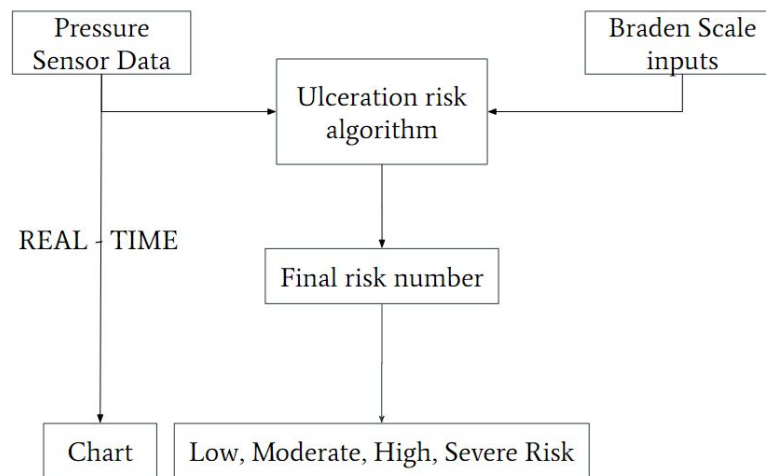 Pressure
Sensor Data
Braden Scale
inputs
Ulceration risk
algorithm
REAL - TIME
Final risk number
Chart
Low, Moderate, High, Severe Risk